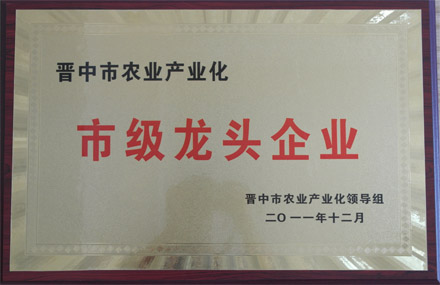 晋中市农业产业化
市级龙头企业
晋中市农业产业化领导组
二〇一一年十二月